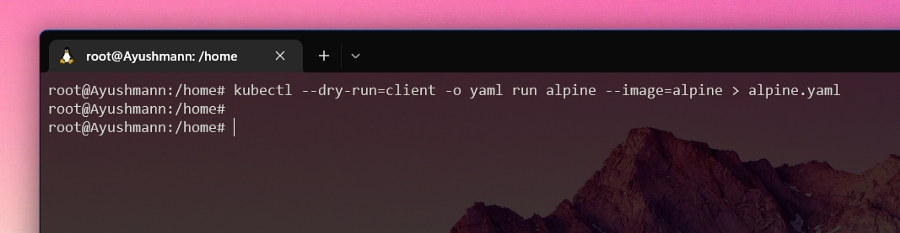 root@Ayushmann: /home
root@Ayushmann:/home# kubectl --dry-run=client -o yaml run alpine --image=alpine > alpine.yaml
root@Ayushmann:/home#
root@Ayushmann:/home#